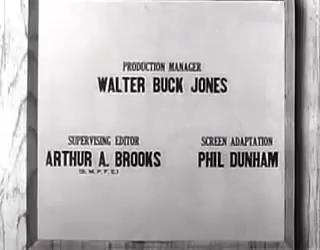 PRODUCTION MANAGER
WALTER BUCK JONES
SUPERVISING EDITOR
ARTHUR A. BROOKS
(S.M.P.F.E.)
SCREEN ADAPTATION
PHIL DUNHAM